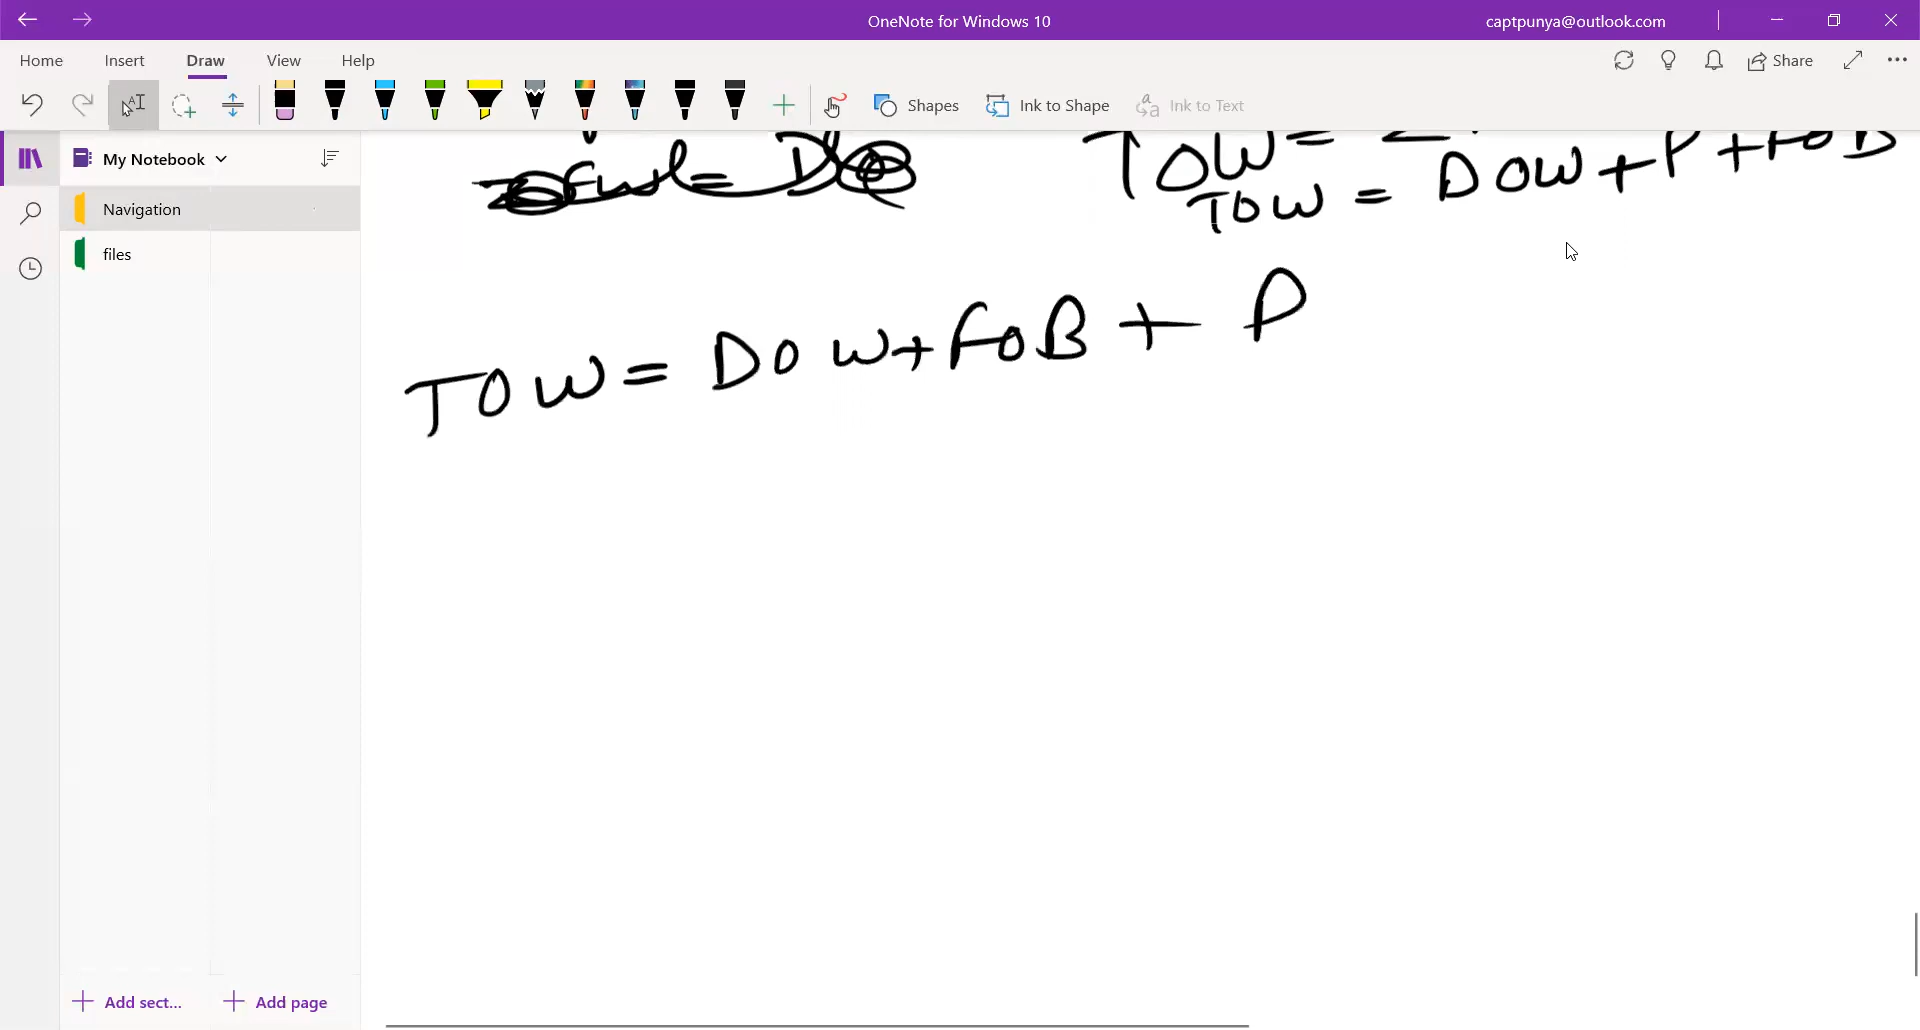 OneNote for Windows 10
captpunya@outlook.com
Home Insert Draw View Help
Share
Shapes
Ink to Shape
Ink to Text
My Notebook
Navigation
files
Add sect...
Add page
TOW =
DOW + P + FOB
TOW =
TOW = DOW + FOB + P